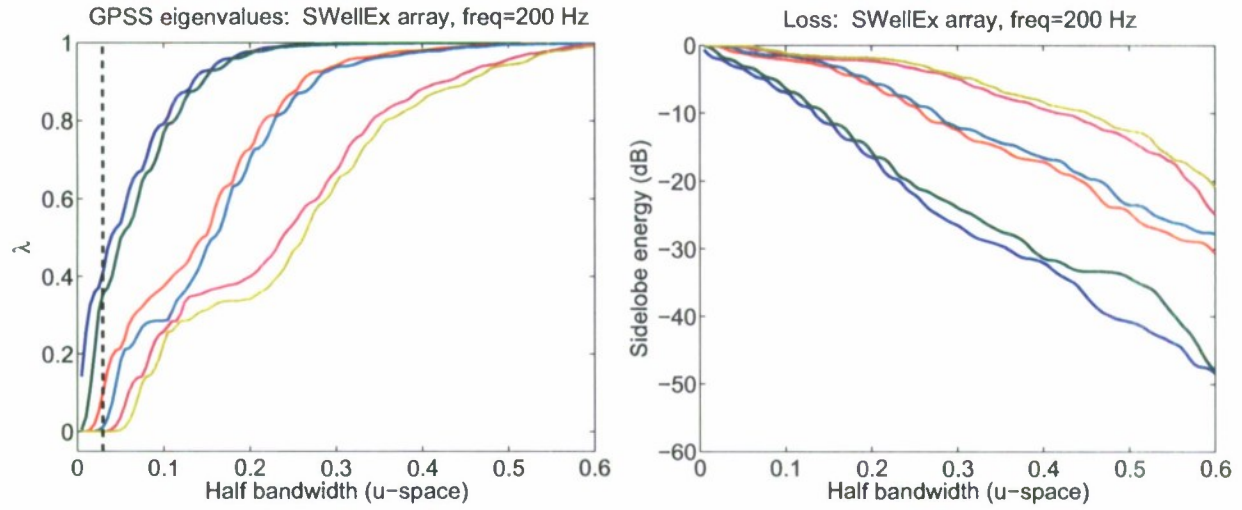 GPSS eigenvalues: SWellEx array, freq=200 Hz
1
0.8
0.6
0.4
0.2
0
λ
0 0.1 0.2 0.3 0.4 0.5 0.6
Half bandwidth (u-space)
Loss: SWellEx array, freq=200 Hz
0
-10
-20
-30
-40
-50
-60
Sidelobe energy (dB)
0 0.1 0.2 0.3 0.4 0.5 0.6
Half bandwidth (u-space)